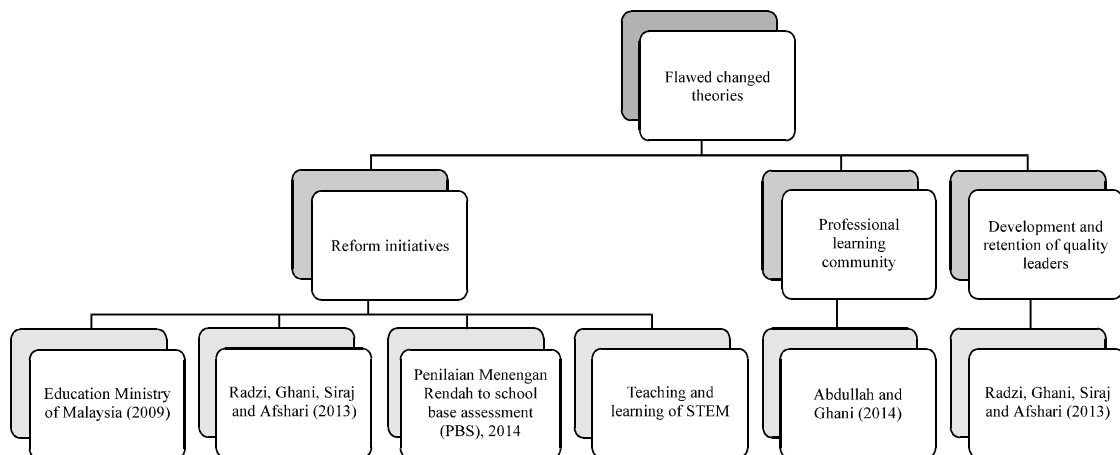 Flawed changed
theories
Reform initiatives
Professional
learning
community
Development and
retention of quality
leaders
Education Ministry
of Malaysia (2009)
Radzi, Ghani, Siraj
and Afshari (2013)
Penilaian Menengan
Rendah to school
base assessment
(PBS), 2014
Teaching and
learning of STEM
Abdullah and
Ghani (2014)
Radzi, Ghani, Siraj
and Afshari (2013)